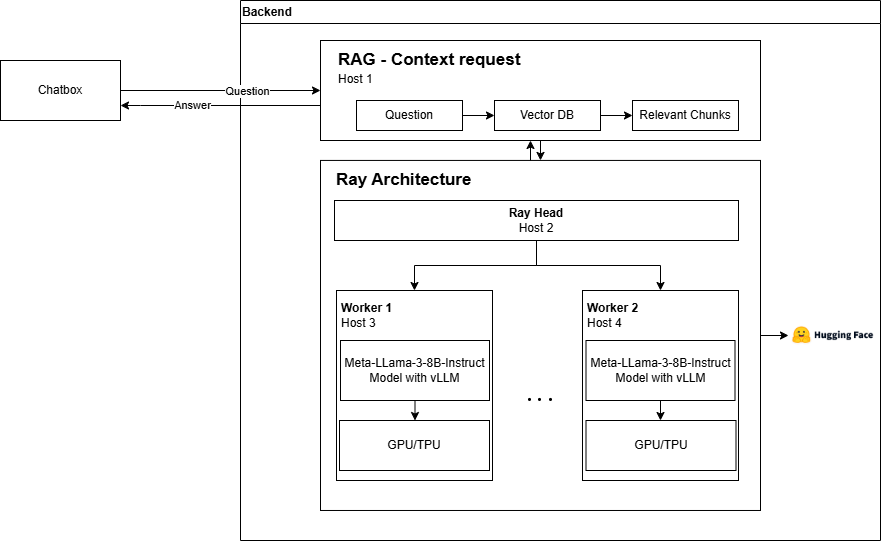 Backend
RAG - Context request
Host 1
Chatbox
Question
Answer
Question
Vector DB
Relevant Chunks
Ray Architecture
Ray Head
Host 2
Worker 1
Host 3
Worker 2
Host 4
Meta-LLama-3-8B-Instruct
Model with vLLM
Meta-LLama-3-8B-Instruct
Model with vLLM
Hugging Face
. . .
GPU/TPU
GPU/TPU